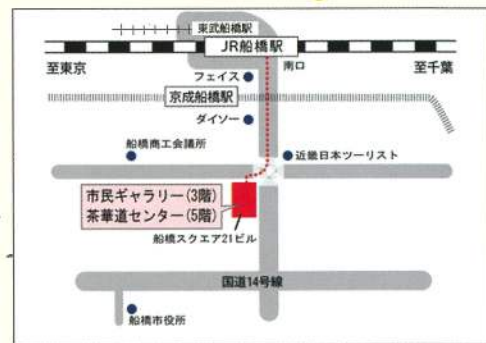 東武船橋駅
JR船橋駅
至東京
南口
至千葉
フェイス
京成船橋駅
ダイソー
船橋商工会議所
近畿日本ツーリスト
市民ギャラリー(3階)
茶華道センター(5階)
船橋スクエア21ビル
国道14号線
船橋市役所